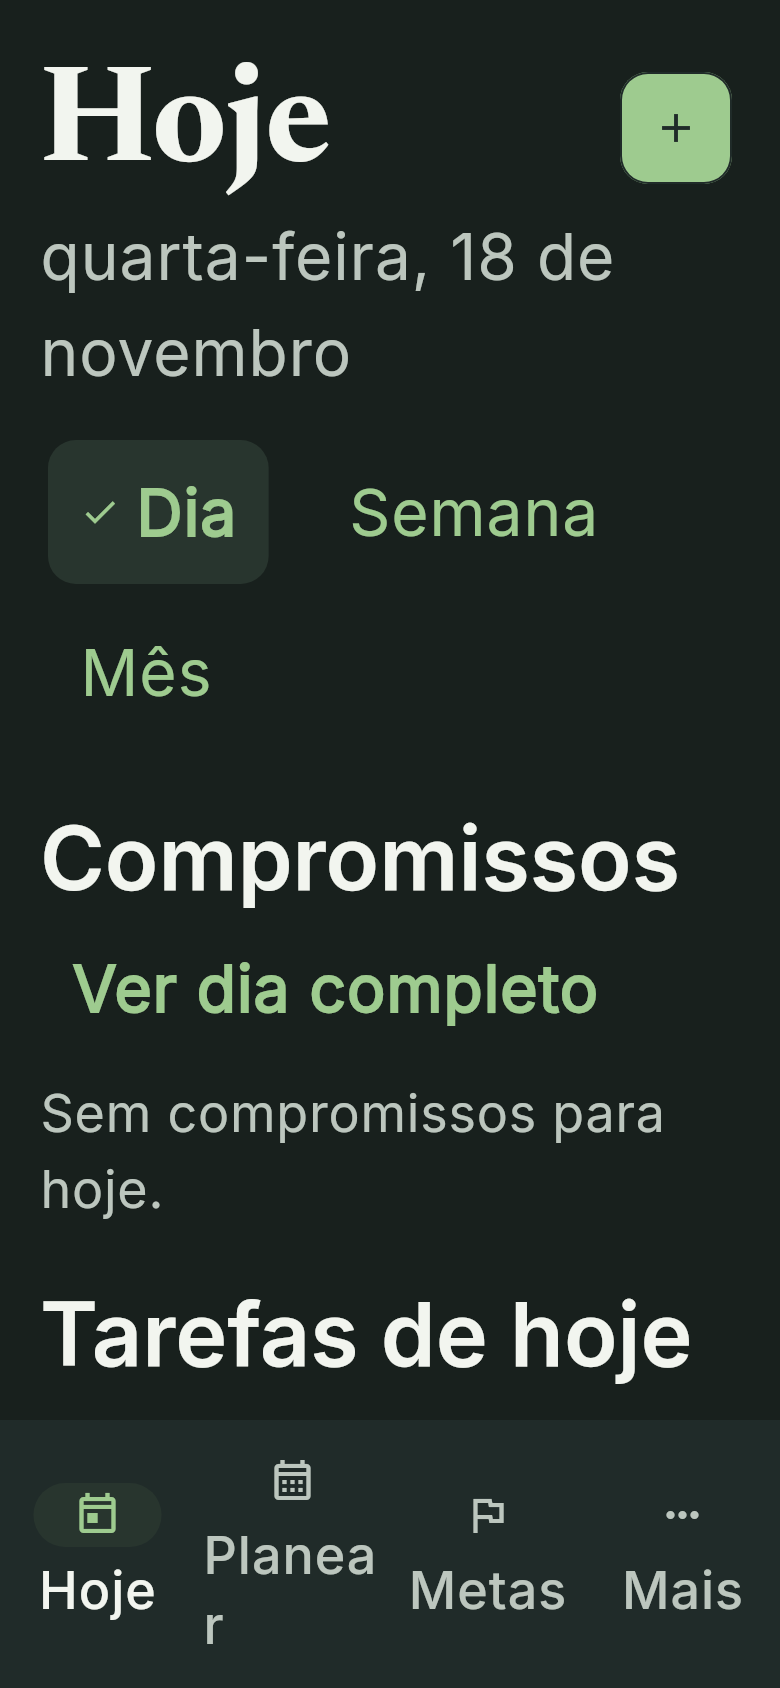 Hoje
quarta-feira, 18 de
novembro
Dia
Semana
Mês
Compromissos
Ver dia completo
Sem compromissos para
hoje.
Tarefas de hoje
Hoje
Planea
r
Metas
Mais